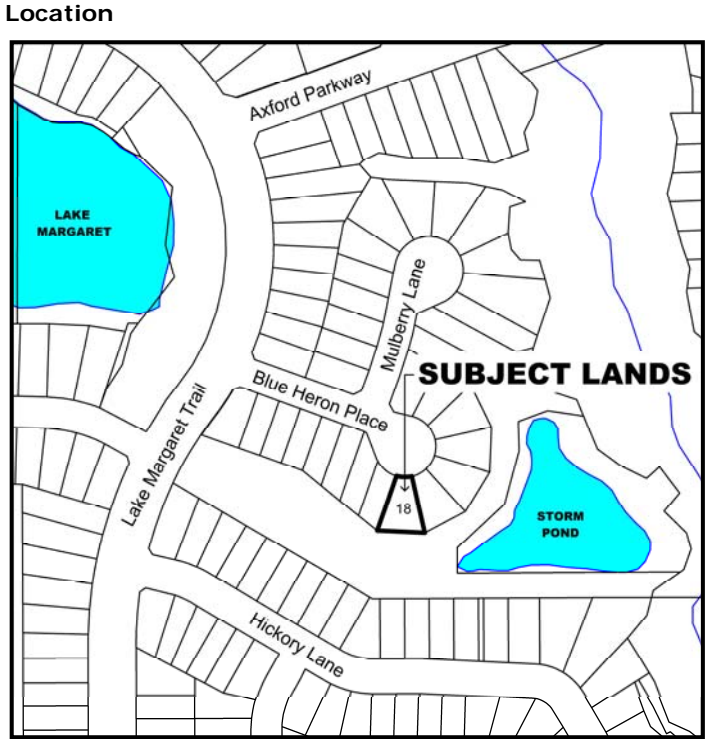 Location
Axford Parkway
LAKE
MARGARET
Mulberry Lane
SUBJECT LANDS
Blue Heron Place
Lake Margaret Trail
18
STORM
POND
Hickory Lane